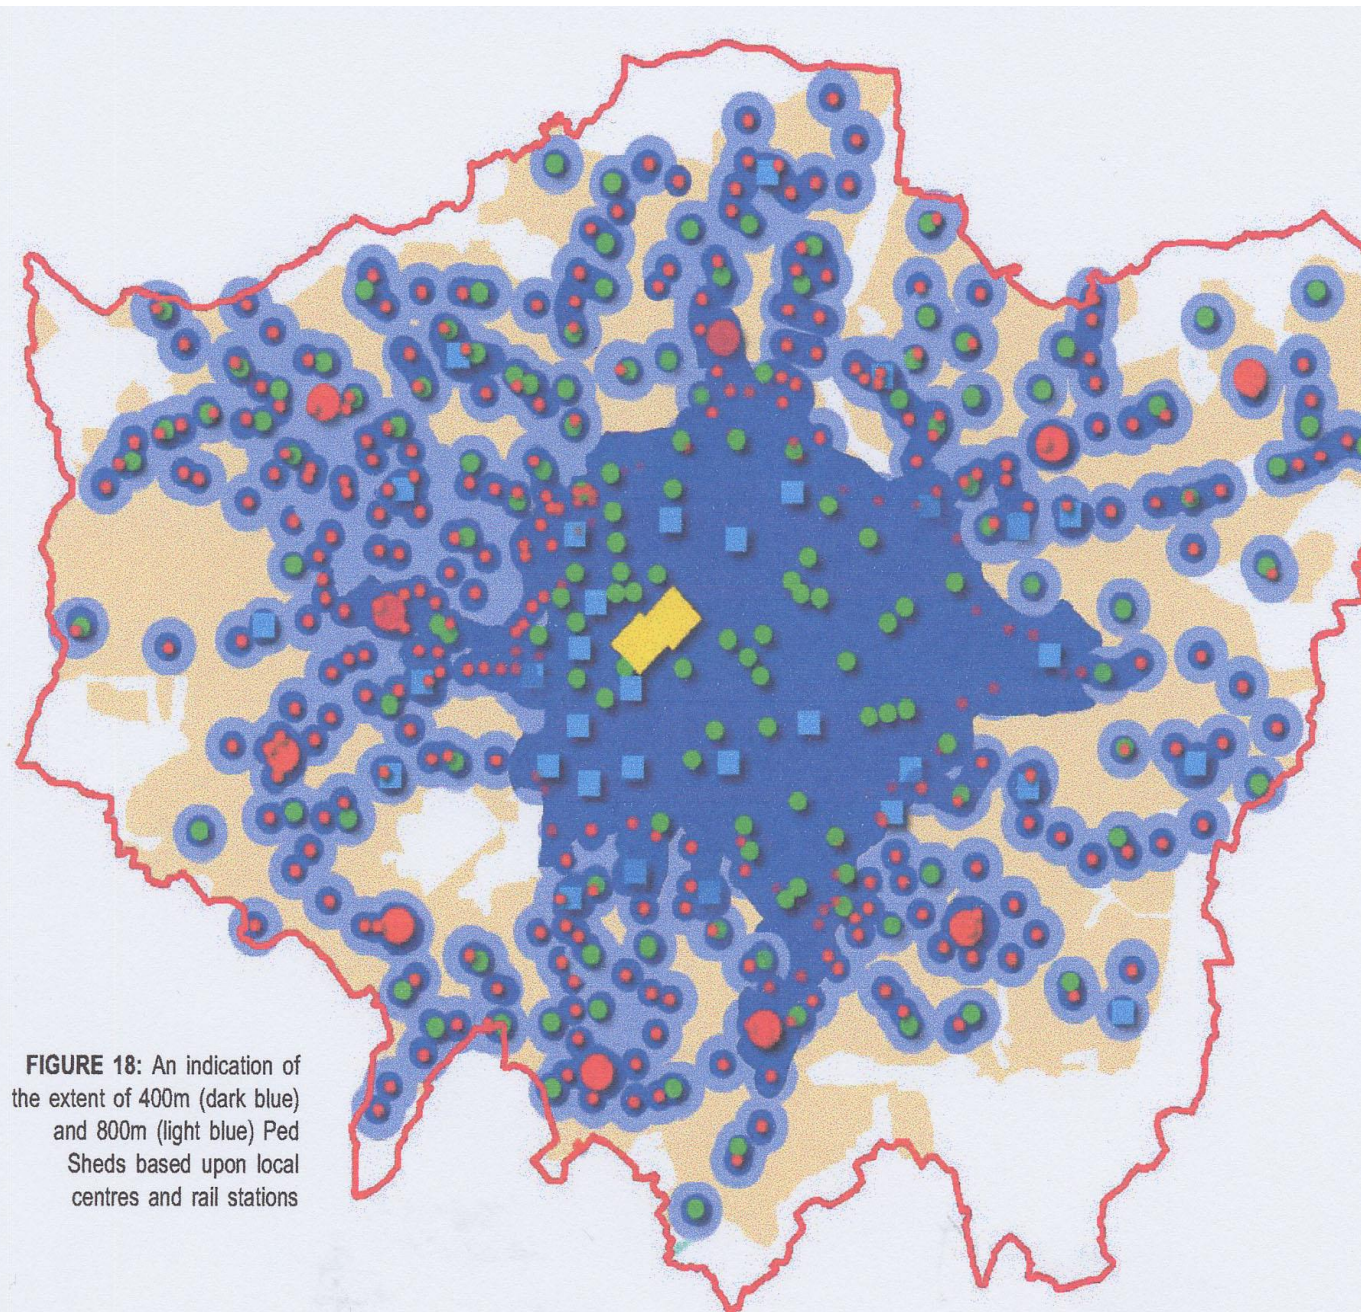 FIGURE 18: An indication of
the extent of 400m (dark blue)
and 800m (light blue) Ped
Sheds based upon local
centres and rail stations